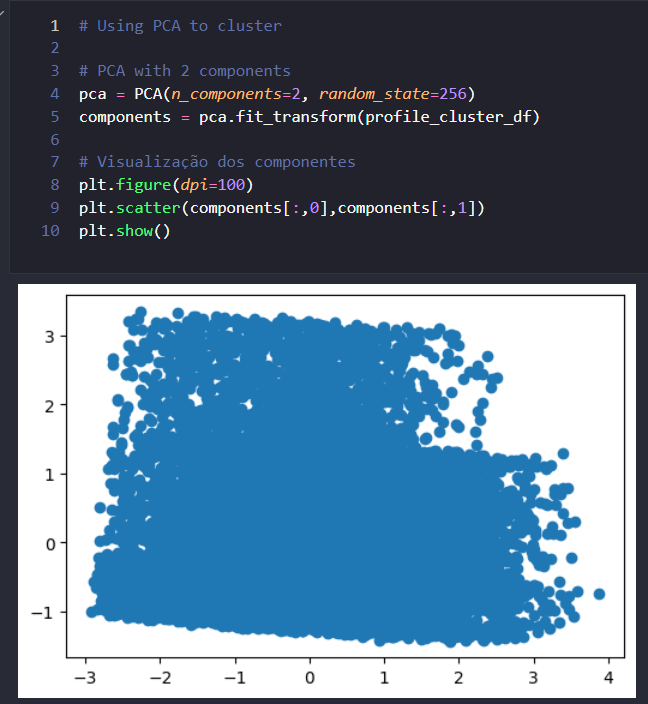 1 # Using PCA to cluster
2
3 # PCA with 2 components
4 pca = PCA(n_components=2, random_state=256)
5 components = pca.fit_transform(profile_cluster_df)
6
7 # Visualização dos componentes
8 plt.figure(dpi=100)
9 plt.scatter(components[:,0],components[:,1])
10 plt.show()
3
2
1
0
−1
−3 −2 −1 0 1 2 3 4